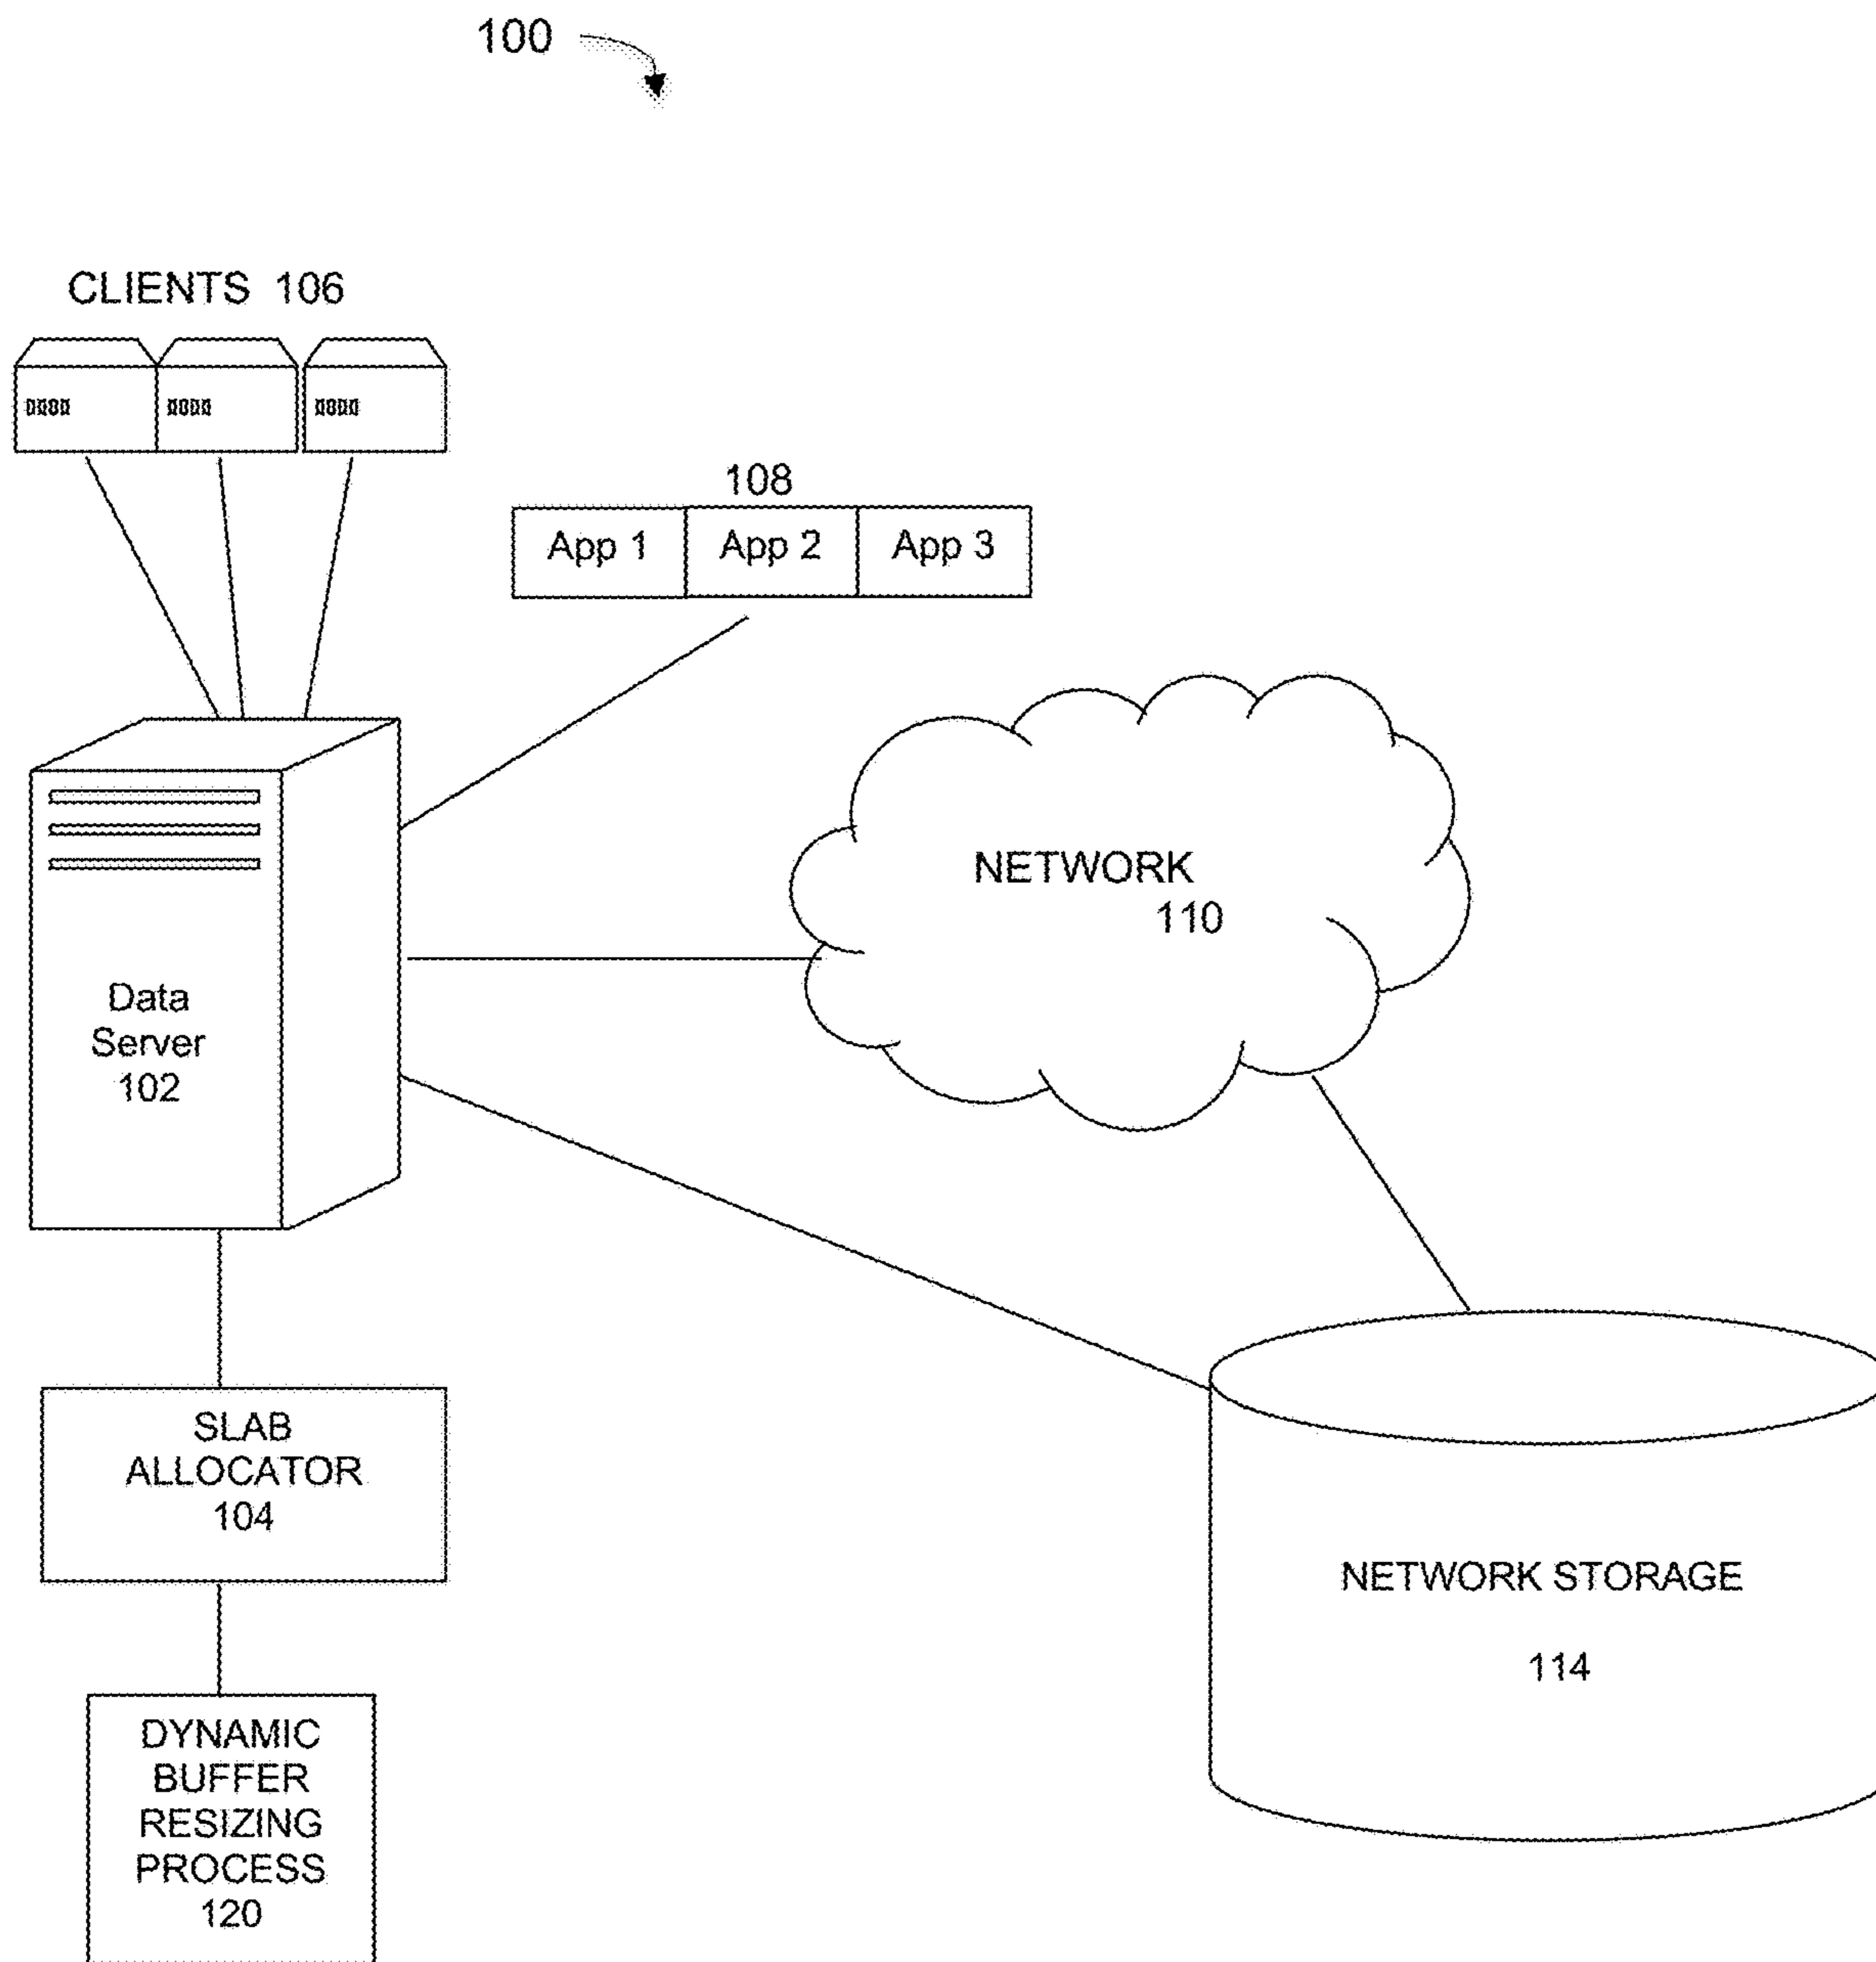 100
CLIENTS 106
108
App 1 App 2 App 3
NETWORK
110
Data
Server
102
SLAB
ALLOCATOR
104
NETWORK STORAGE
114
DYNAMIC
BUFFER
RESIZING
PROCESS
120